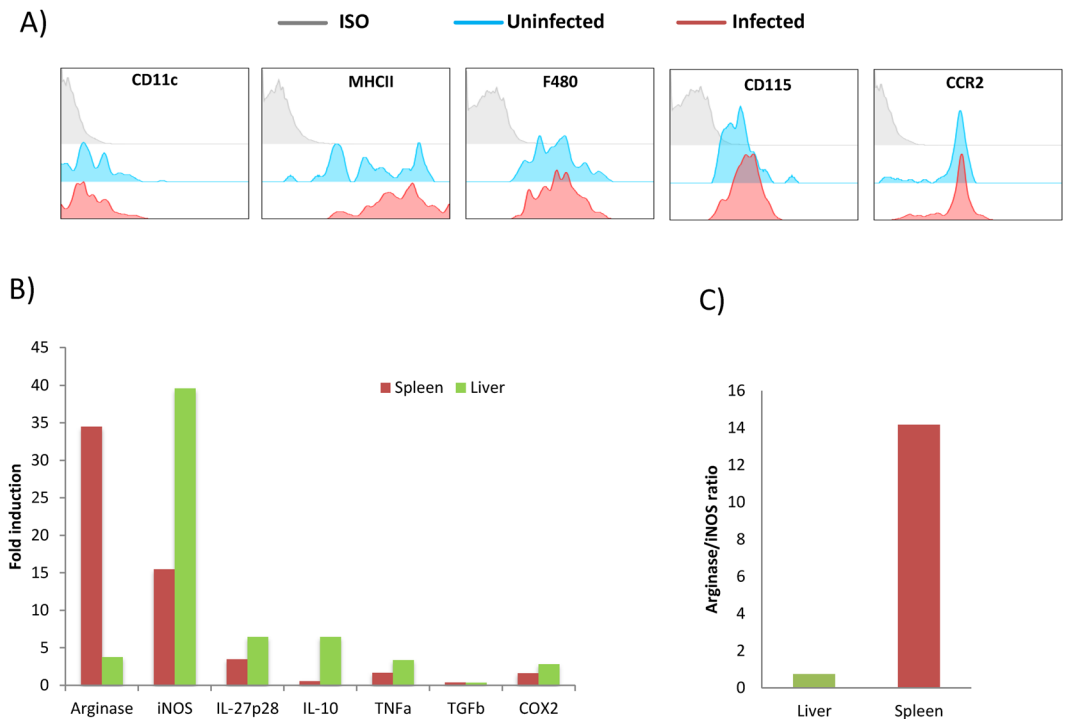 A)
ISO Uninfected Infected
CD11c MHCII F480 CD115 CCR2
B)
C)
Fold induction
45
40
35
30
25
20
15
10
5
0
Spleen Liver
Arginase iNOS IL-27p28 IL-10 TNFa TGFb COX2
Arginase/iNOS ratio
16
14
12
10
8
6
4
2
0
Liver Spleen